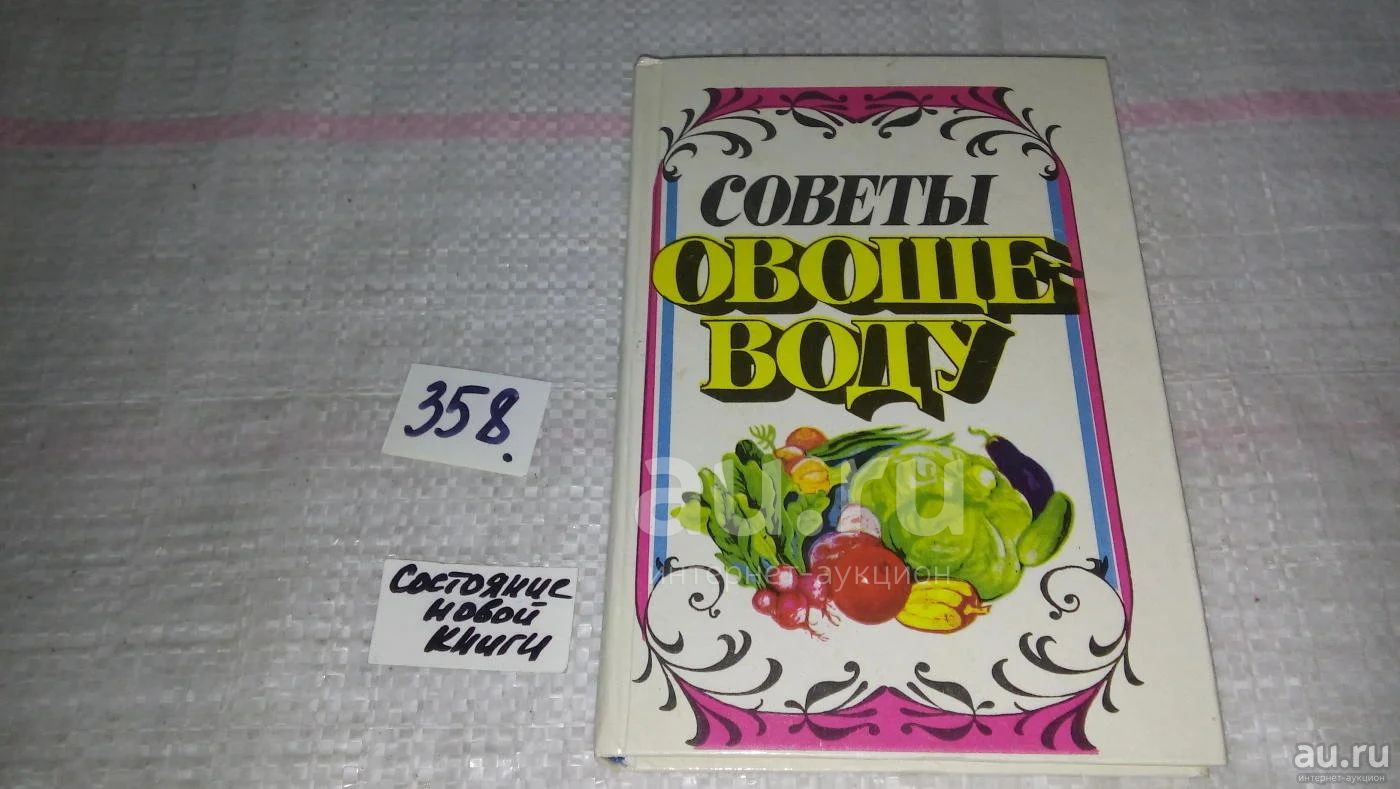 СОВЕТЫ
ОВОЩЕ-
ВОДУ
358.
Состояние
новой
книги
au.ru
интернет-аукцион
au.ru
интернет-аукцион